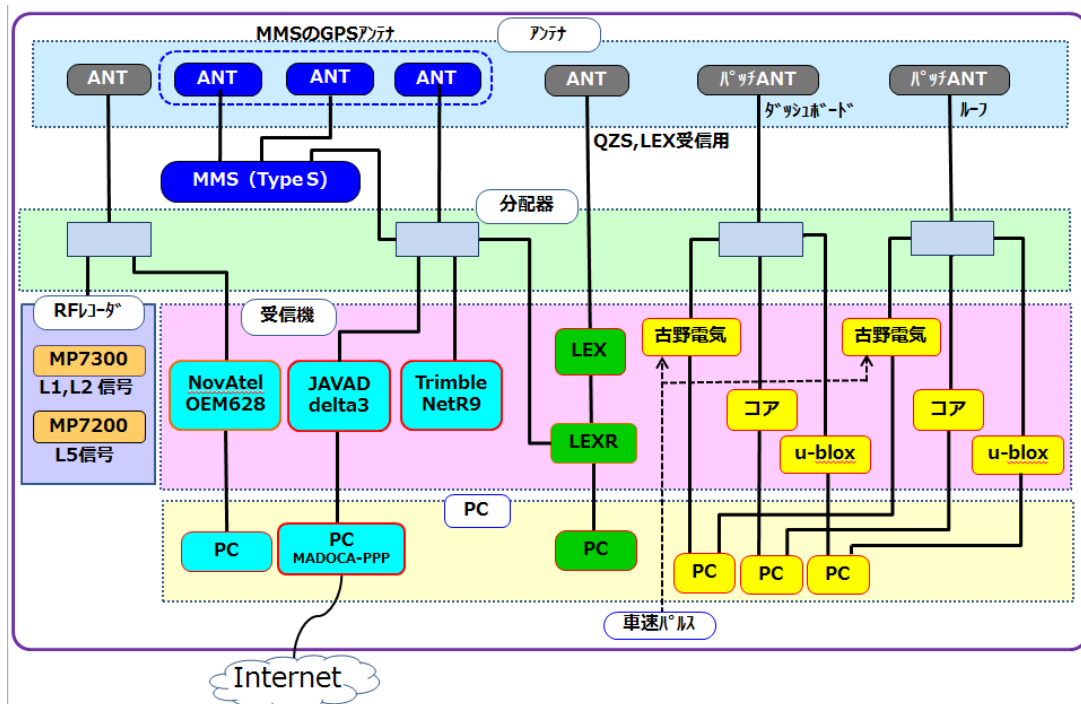 MMSのGPSｱﾝﾃﾅ
ｱﾝﾃﾅ
ANT
ANT
ANT
ANT
ANT
ﾊﾟｯﾁANT
ﾊﾟｯﾁANT
ﾀﾞｯｼｭﾎﾞｰﾄﾞ
ﾙｰﾌ
QZS,LEX受信用
MMS（Type S）
分配器
RFﾚｺｰﾀﾞ
MP7300
L1,L2 信号
MP7200
L5信号
受信機
NovAtel
OEM628
JAVAD
delta3
Trimble
NetR9
LEX
LEXR
古野電気
コア
u-blox
古野電気
コア
u-blox
PC
PC
PC
MADOCA-PPP
PC
PC
PC
PC
車速ﾊﾟﾙｽ
Internet